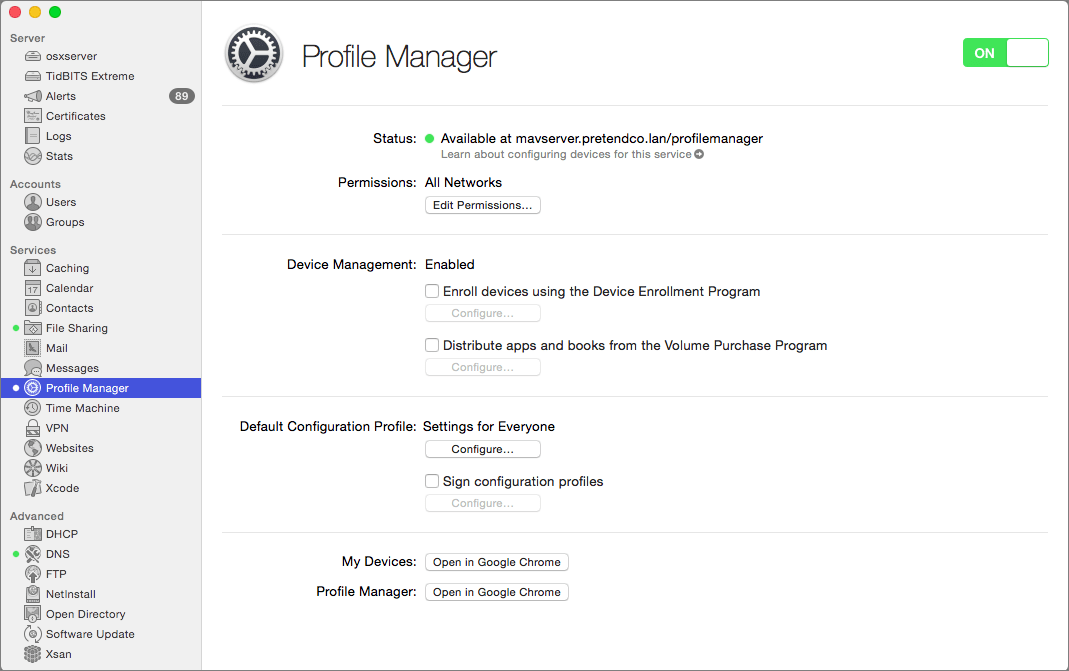 Server
osxserver
TidBITS Extreme
Alerts 89
Certificates
Logs
Stats
Accounts
Users
Groups
Services
Caching
17 Calendar
Contacts
File Sharing
Mail
Messages
Profile Manager
Time Machine
VPN
Websites
Wiki
Xcode
Advanced
DHCP
DNS
FTP
NetInstall
Open Directory
Software Update
Xsan
Profile Manager
ON
Status: Available at mavserver.pretendco.lan/profilemanager
Learn about configuring devices for this service
Permissions: All Networks
Edit Permissions...
Device Management: Enabled
Enroll devices using the Device Enrollment Program
Configure...
Distribute apps and books from the Volume Purchase Program
Configure...
Default Configuration Profile: Settings for Everyone
Configure...
Sign configuration profiles
Configure...
My Devices: Open in Google Chrome
Profile Manager: Open in Google Chrome